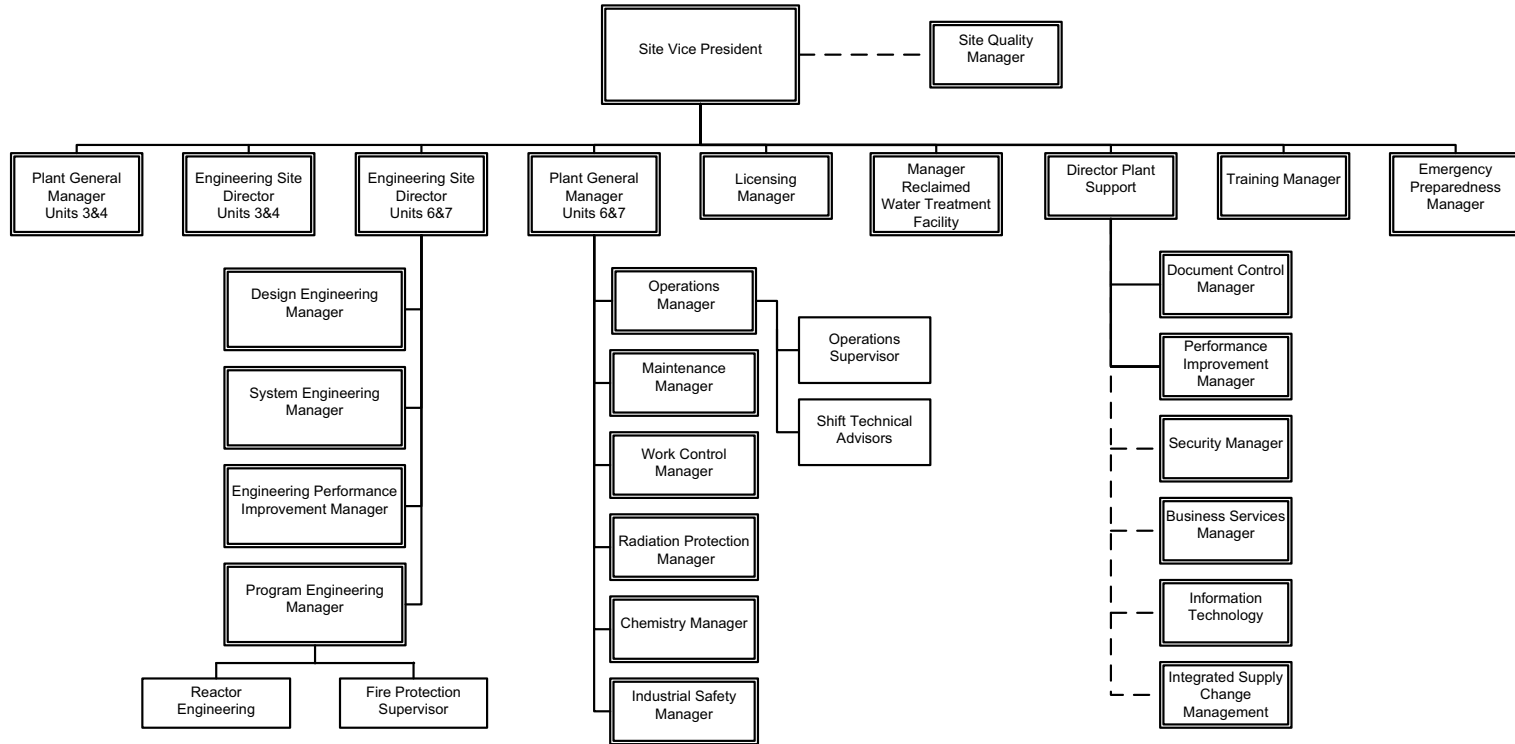 Site Vice President
Site Quality
Manager
Plant General
Manager
Units 3&4
Engineering Site
Director
Units 3&4
Engineering Site
Director
Units 6&7
Plant General
Manager
Units 6&7
Licensing
Manager
Manager
Reclaimed
Water Treatment
Facility
Director Plant
Support
Training Manager
Emergency
Preparedness
Manager
Design Engineering
Manager
System Engineering
Manager
Engineering Performance
Improvement Manager
Program Engineering
Manager
Reactor
Engineering
Fire Protection
Supervisor
Operations
Manager
Operations
Supervisor
Shift Technical
Advisors
Maintenance
Manager
Work Control
Manager
Radiation Protection
Manager
Chemistry Manager
Industrial Safety
Manager
Document Control
Manager
Performance
Improvement
Manager
Security Manager
Business Services
Manager
Information
Technology
Integrated Supply
Change
Management